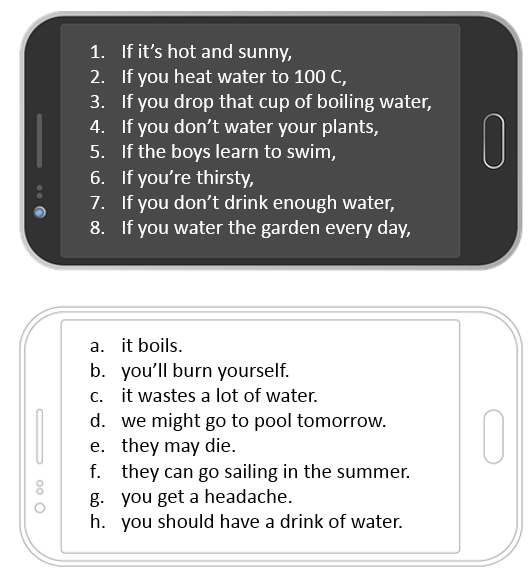 1. If it's hot and sunny,
2. If you heat water to 100 C,
3. If you drop that cup of boiling water,
4. If you don't water your plants,
5. If the boys learn to swim,
6. If you're thirsty,
7. If you don't drink enough water,
8. If you water the garden every day,
a. it boils.
b. you'll burn yourself.
c. it wastes a lot of water.
d. we might go to pool tomorrow.
e. they may die.
f. they can go sailing in the summer.
g. you get a headache.
h. you should have a drink of water.